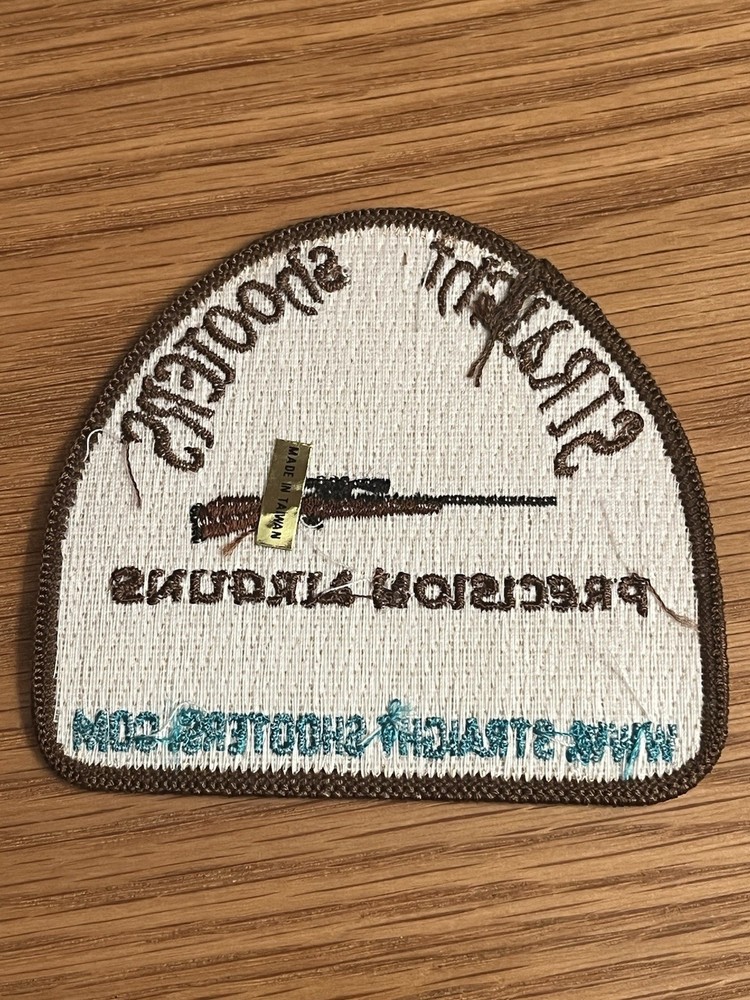 STRAIGHT SHOOTERS
MADE IN TAIWAN
PRECISION AIRGUNS
WWW.STRAIGHTSHOOTERS.COM